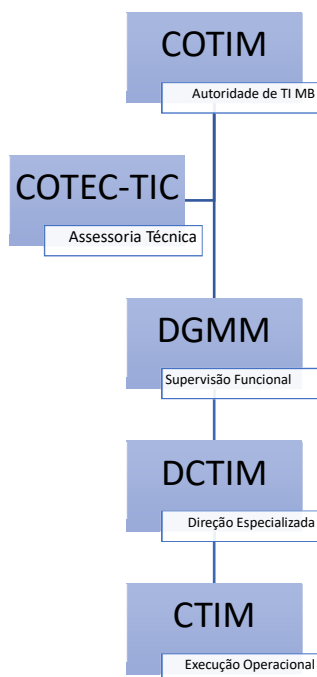 COTIM
Autoridade de TI MB
COTEC-TIC
Assessoria Técnica
DGMM
Supervisão Funcional
DCTIM
Direção Especializada
CTIM
Execução Operacional